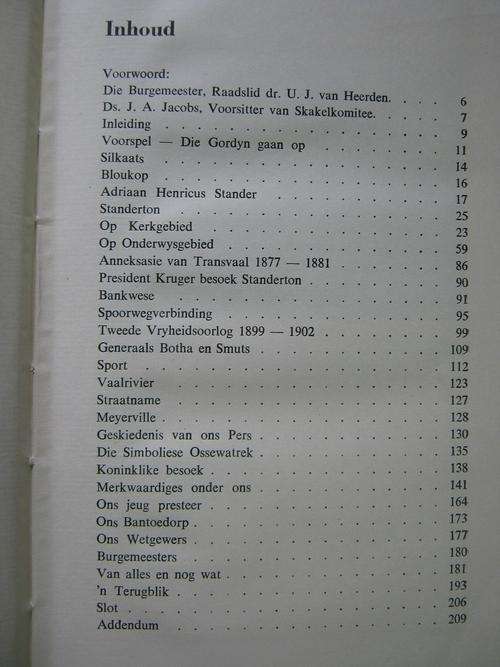 Inhoud
Voorwoord:
Die Burgemeester, Raadslid dr. U. J. van Heerden. . . . 6
Ds. J. A. Jacobs, Voorsitter van Skakelkomitee. . . . . 7
Inleiding . . . . . . . . . . . . . 9
Voorspel — Die Gordyn gaan op . . . . . . 11
Silkaats . . . . . . . . . . . . . 14
Bloukop . . . . . . . . . . . . . 16
Adriaan Henricus Stander . . . . . . . . 17
Standerton . . . . . . . . . . . . 25
Op Kerkgebied . . . . . . . . . . . 23
Op Onderwysgebied . . . . . . . . . . 59
Anneksasie van Transvaal 1877 — 1881 . . . . . . 86
President Kruger besoek Standerton . . . . . . . 90
Bankwese . . . . . . . . . . . . . 91
Spoorwegverbinding . . . . . . . . . . 95
Tweede Vryheidsoorlog 1899 — 1902 . . . . . . 99
Generaals Botha en Smuts . . . . . . . . . 109
Sport . . . . . . . . . . . . . . 112
Vaalrivier . . . . . . . . . . . . . 123
Straatname . . . . . . . . . . . . 127
Meyerville . . . . . . . . . . . . . 128
Geskiedenis van ons Pers . . . . . . . . . 130
Die Simboliese Ossewatrek . . . . . . . . . 135
Koninklike besoek . . . . . . . . . . . 138
Merkwaardiges onder ons . . . . . . . . . 141
Ons jeug presteer . . . . . . . . . . . 164
Ons Bantoedorp . . . . . . . . . . . 173
Ons Wetgewers . . . . . . . . . . . 177
Burgemeesters . . . . . . . . . . . 180
Van alles en nog wat . . . . . . . . . . 181
'n Terugblik . . . . . . . . . . . . 193
Slot . . . . . . . . . . . . . . 206
Addendum . . . . . . . . . . . . 209